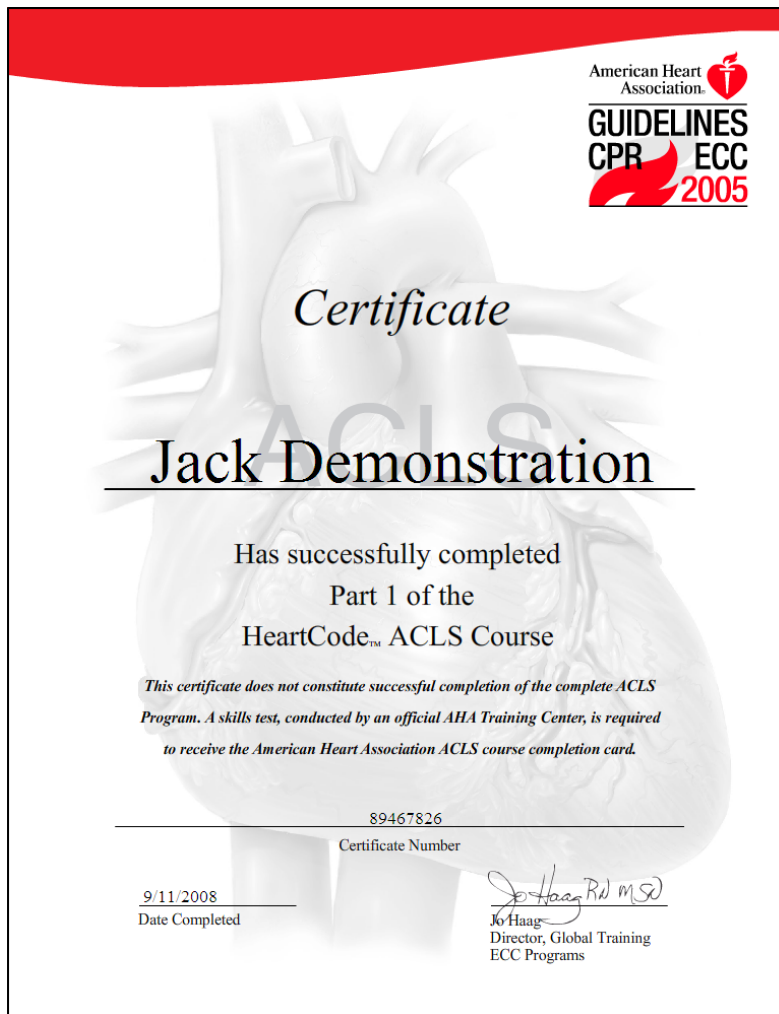 American Heart
Association®
GUIDELINES
CPR ECC
2005
Certificate
ACLS
Jack Demonstration
Has successfully completed
Part 1 of the
HeartCode™ ACLS Course
This certificate does not constitute successful completion of the complete ACLS
Program. A skills test, conducted by an official AHA Training Center, is required
to receive the American Heart Association ACLS course completion card.
89467826
Certificate Number
9/11/2008
Date Completed
Jo Haag RN MSN
Jo Haag
Director, Global Training
ECC Programs